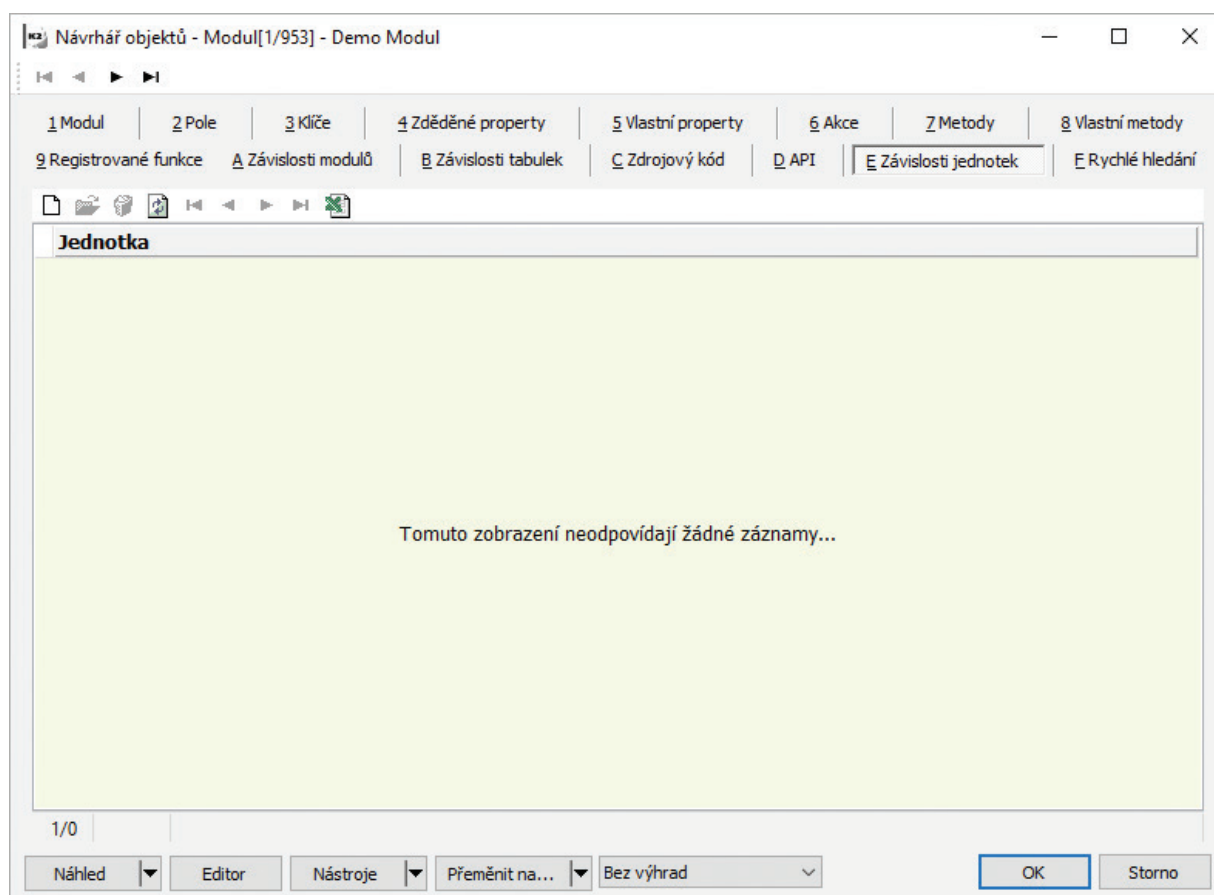 K2 Návrhář objektů - Modul[1/953] - Demo Modul
1 Modul 2 Pole 3 Klíče 4 Zděděné property 5 Vlastní property 6 Akce 7 Metody 8 Vlastní metody
9 Registrované funkce A Závislosti modulů B Závislosti tabulek C Zdrojový kód D API E Závislosti jednotek F Rychlé hledání
Jednotka
Tomuto zobrazení neodpovídají žádné záznamy...
1/0
Náhled Editor Nástroje Přeměnit na... Bez výhrad OK Storno